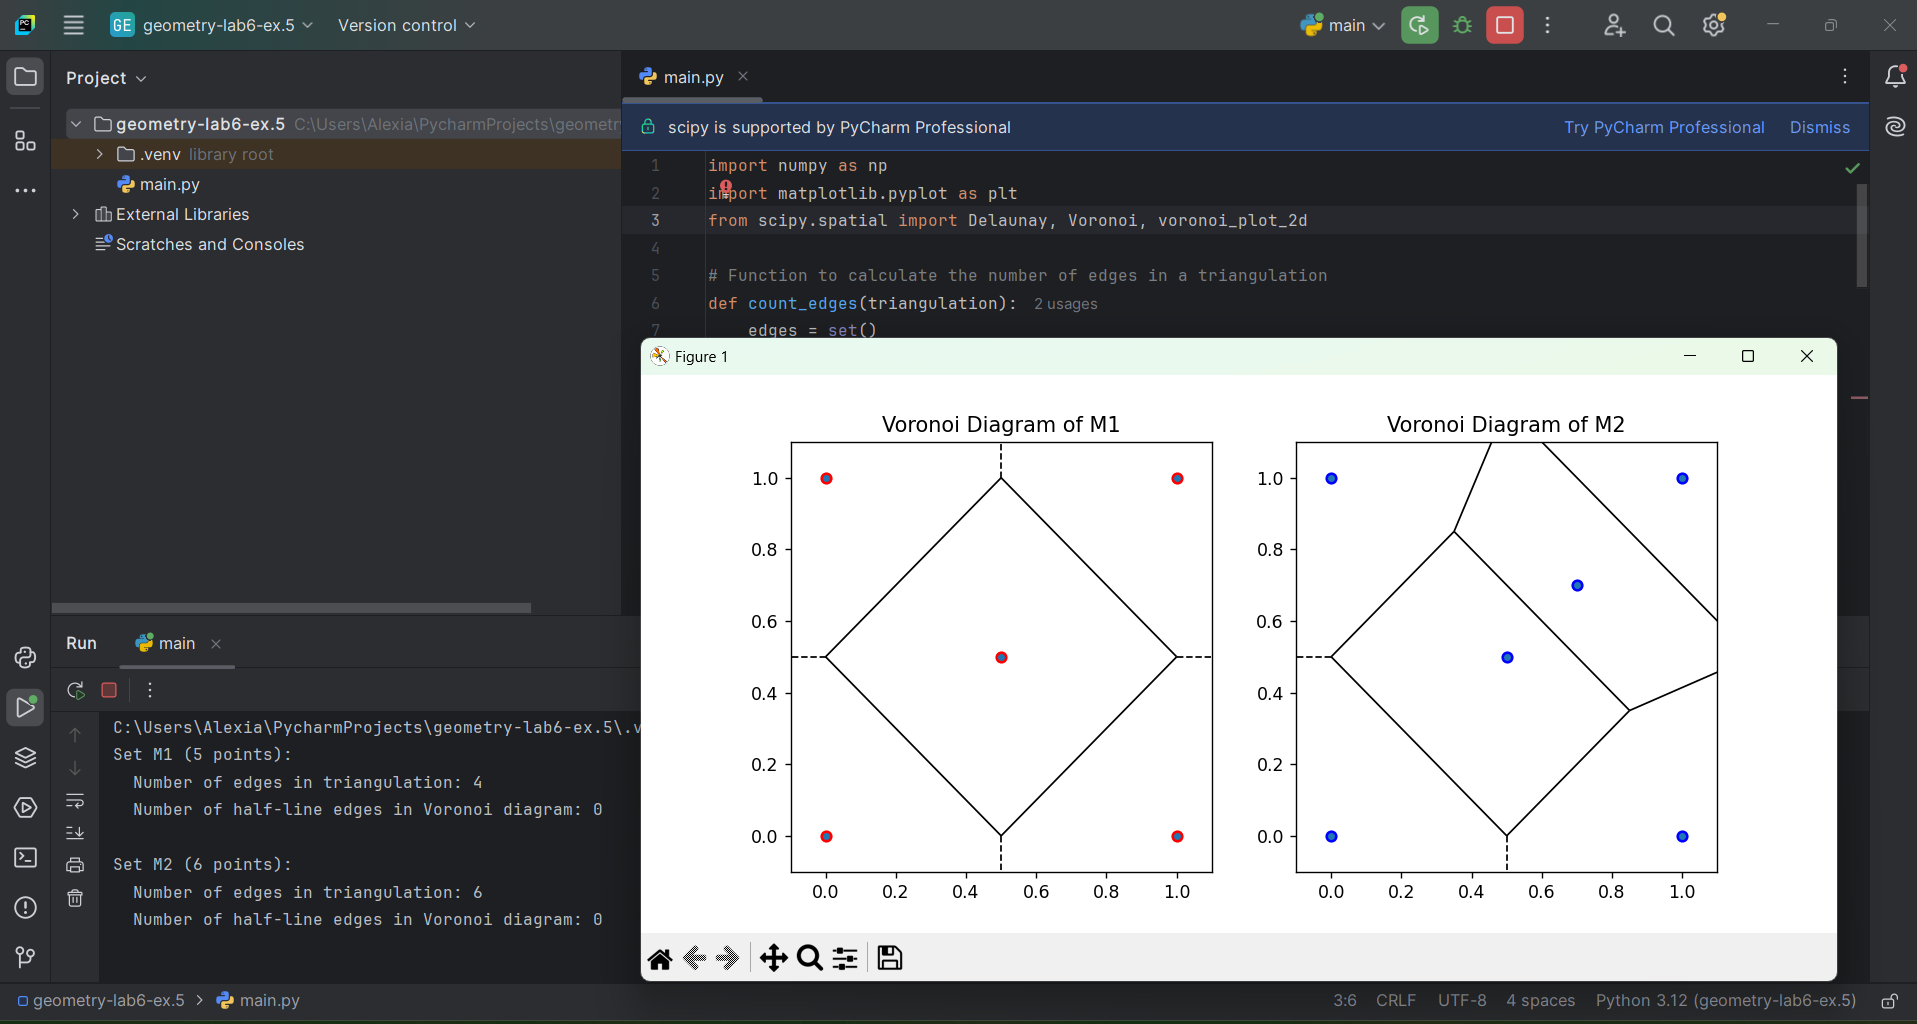 GE geometry-lab6-ex.5 Version control main
Project
main.py
geometry-lab6-ex.5 C:\Users\Alexia\PycharmProjects\geometr
.venv library root
main.py
External Libraries
Scratches and Consoles
scipy is supported by PyCharm Professional Try PyCharm Professional Dismiss
1 import numpy as np
2 import matplotlib.pyplot as plt
3 from scipy.spatial import Delaunay, Voronoi, voronoi_plot_2d
4
5 # Function to calculate the number of edges in a triangulation
6 def count_edges(triangulation): 2 usages
7 edges = set()
Figure 1
Voronoi Diagram of M1
1.0
0.8
0.6
0.4
0.2
0.0
0.0 0.2 0.4 0.6 0.8 1.0
Voronoi Diagram of M2
1.0
0.8
0.6
0.4
0.2
0.0
0.0 0.2 0.4 0.6 0.8 1.0
Run main
C:\Users\Alexia\PycharmProjects\geometry-lab6-ex.5\.v
Set M1 (5 points):
Number of edges in triangulation: 4
Number of half-line edges in Voronoi diagram: 0
Set M2 (6 points):
Number of edges in triangulation: 6
Number of half-line edges in Voronoi diagram: 0
geometry-lab6-ex.5 > main.py 3:6 CRLF UTF-8 4 spaces Python 3.12 (geometry-lab6-ex.5)